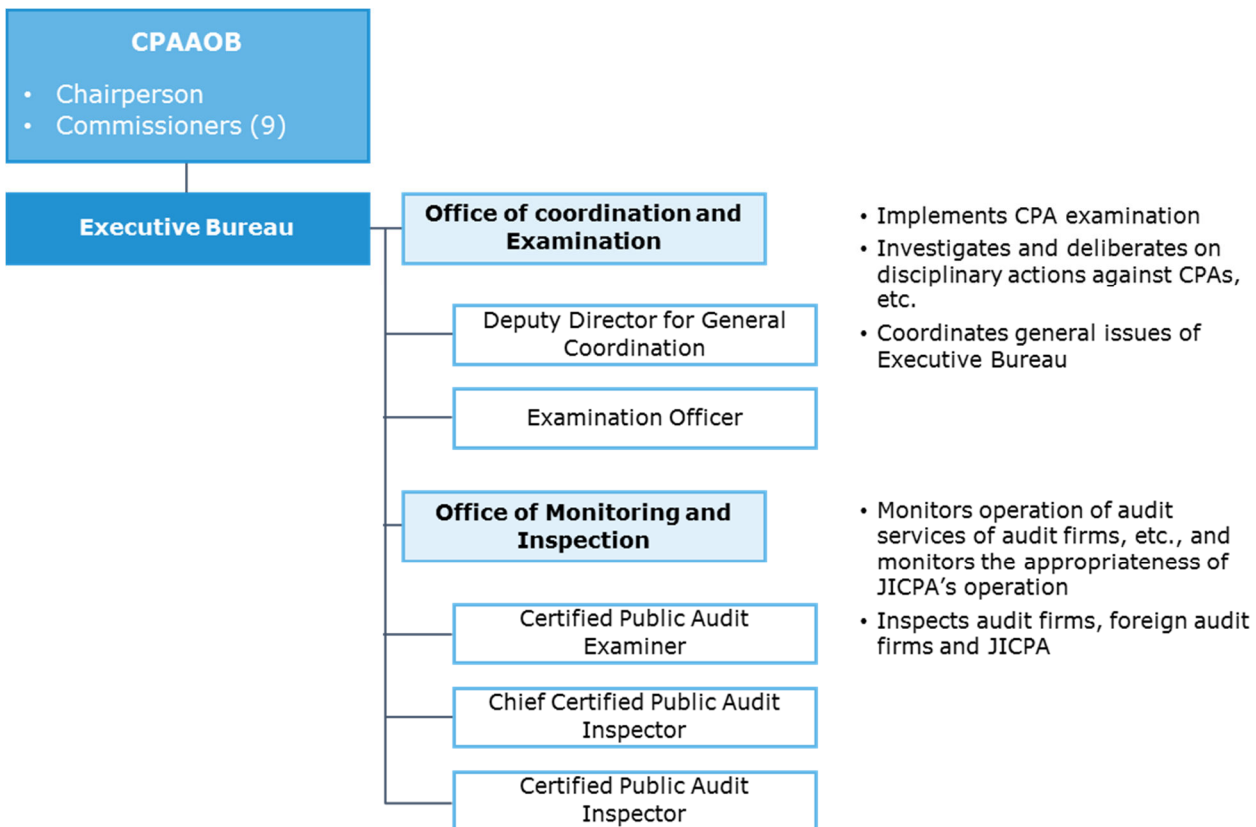 CPAAOB
• Chairperson
• Commissioners (9)
Executive Bureau
Office of coordination and
Examination
• Implements CPA examination
• Investigates and deliberates on
disciplinary actions against CPAs,
etc.
• Coordinates general issues of
Executive Bureau
Deputy Director for General
Coordination
Examination Officer
Office of Monitoring and
Inspection
• Monitors operation of audit
services of audit firms, etc., and
monitors the appropriateness of
JICPA’s operation
• Inspects audit firms, foreign audit
firms and JICPA
Certified Public Audit
Examiner
Chief Certified Public Audit
Inspector
Certified Public Audit
Inspector